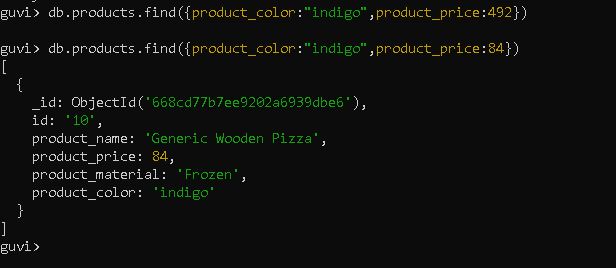 guvi> db.products.find({product_color:"indigo",product_price:492})
guvi> db.products.find({product_color:"indigo",product_price:84})
[
{
_id: ObjectId('668cd77b7ee9202a6939dbe6'),
id: '10',
product_name: 'Generic Wooden Pizza',
product_price: 84,
product_material: 'Frozen',
product_color: 'indigo'
}
]
guvi>